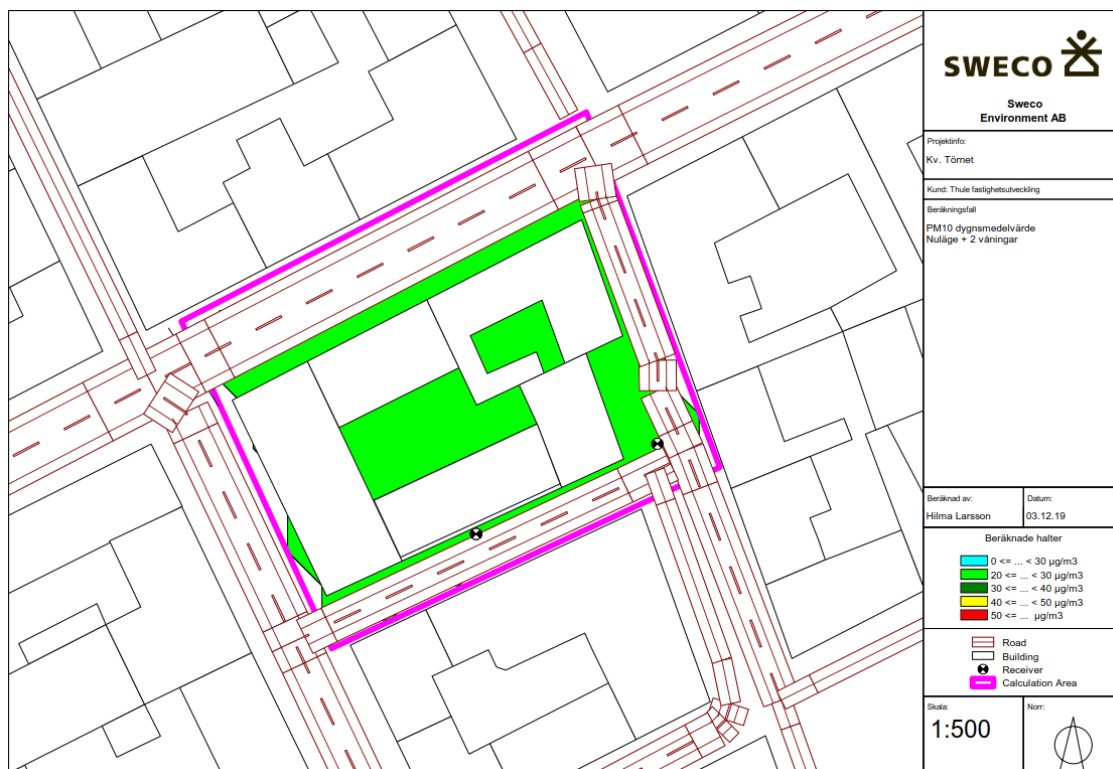 SWECO
Sweco
Environment AB
Projektinfo:
Kv. Törnet
Kund: Thule fastighetsutveckling
Beräkningsfall
PM10 dygnsmedelvärde
Nuläge + 2 våningar
Beräknad av:
Hilma Larsson
Datum:
03.12.19
Beräknade halter
0 <= ... < 30 µg/m3
20 <= ... < 30 µg/m3
30 <= ... < 40 µg/m3
40 <= ... < 50 µg/m3
50 <= ... µg/m3
Road
Building
Receiver
Calculation Area
Skala:
1:500
Norr: